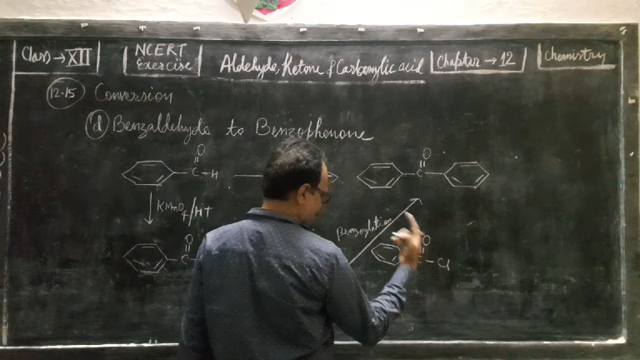 Class → XII
NCERT Exercise
Aldehyde, Ketone & Carboxylic acid
Chapter → 12
Chemistry
12.15 Conversion
(d) Benzaldehyde to Benzophenone
O
C – H
O
C
KMnO4/H+
Benzoylation
O
C
O
Cl